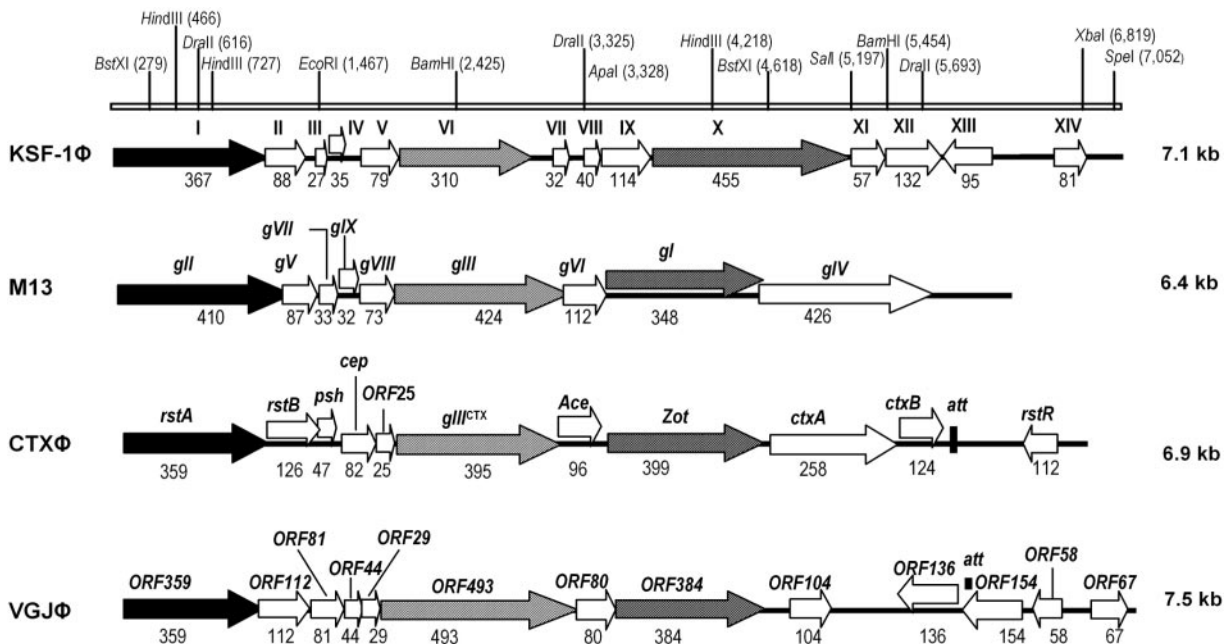 HindIII (466)
DraII (616)
BstXI (279)
HindIII (727)
EcoRI (1,467)
BamHI (2,425)
DraII (3,325)
ApaI (3,328)
HindIII (4,218)
BstXI (4,618)
SalI (5,197)
BamHI (5,454)
DraII (5,693)
XbaI (6,819)
SpeI (7,052)
I II III IV V VI VII VIII IX X XI XII XIII XIV
KSF-1Φ 7.1 kb
367 88 27 35 79 310 32 40 114 455 57 132 95 81
gVII gIX
gII gV gVIII gIII gVI gI gIV
M13 6.4 kb
410 87 33 32 73 424 112 348 426
cep
rstA rstB psh ORF25 gIIICTX Ace Zot ctxA ctxB att rstR
CTXΦ 6.9 kb
359 126 47 82 25 395 96 399 258 124 112
ORF81 ORF29
ORF359 ORF112 ORF44 ORF493 ORF80 ORF384 ORF104 ORF136 att ORF154 ORF58 ORF67
VGJΦ 7.5 kb
359 112 81 44 29 493 80 384 104 136 154 58 67